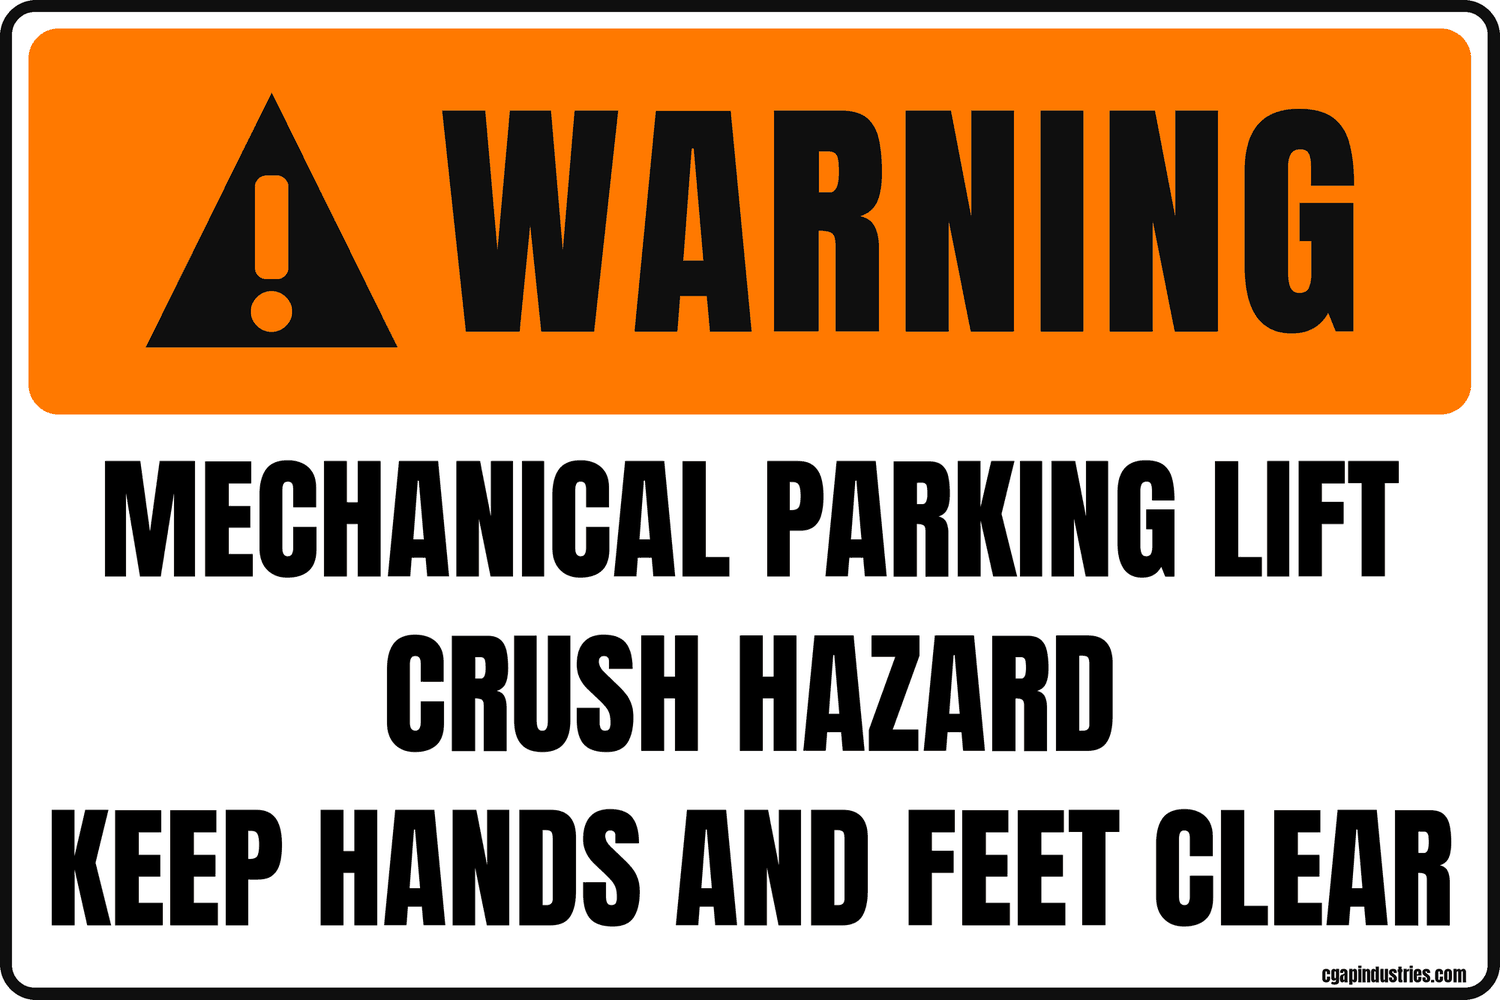 WARNING
MECHANICAL PARKING LIFT
CRUSH HAZARD
KEEP HANDS AND FEET CLEAR
cgapindustries.com